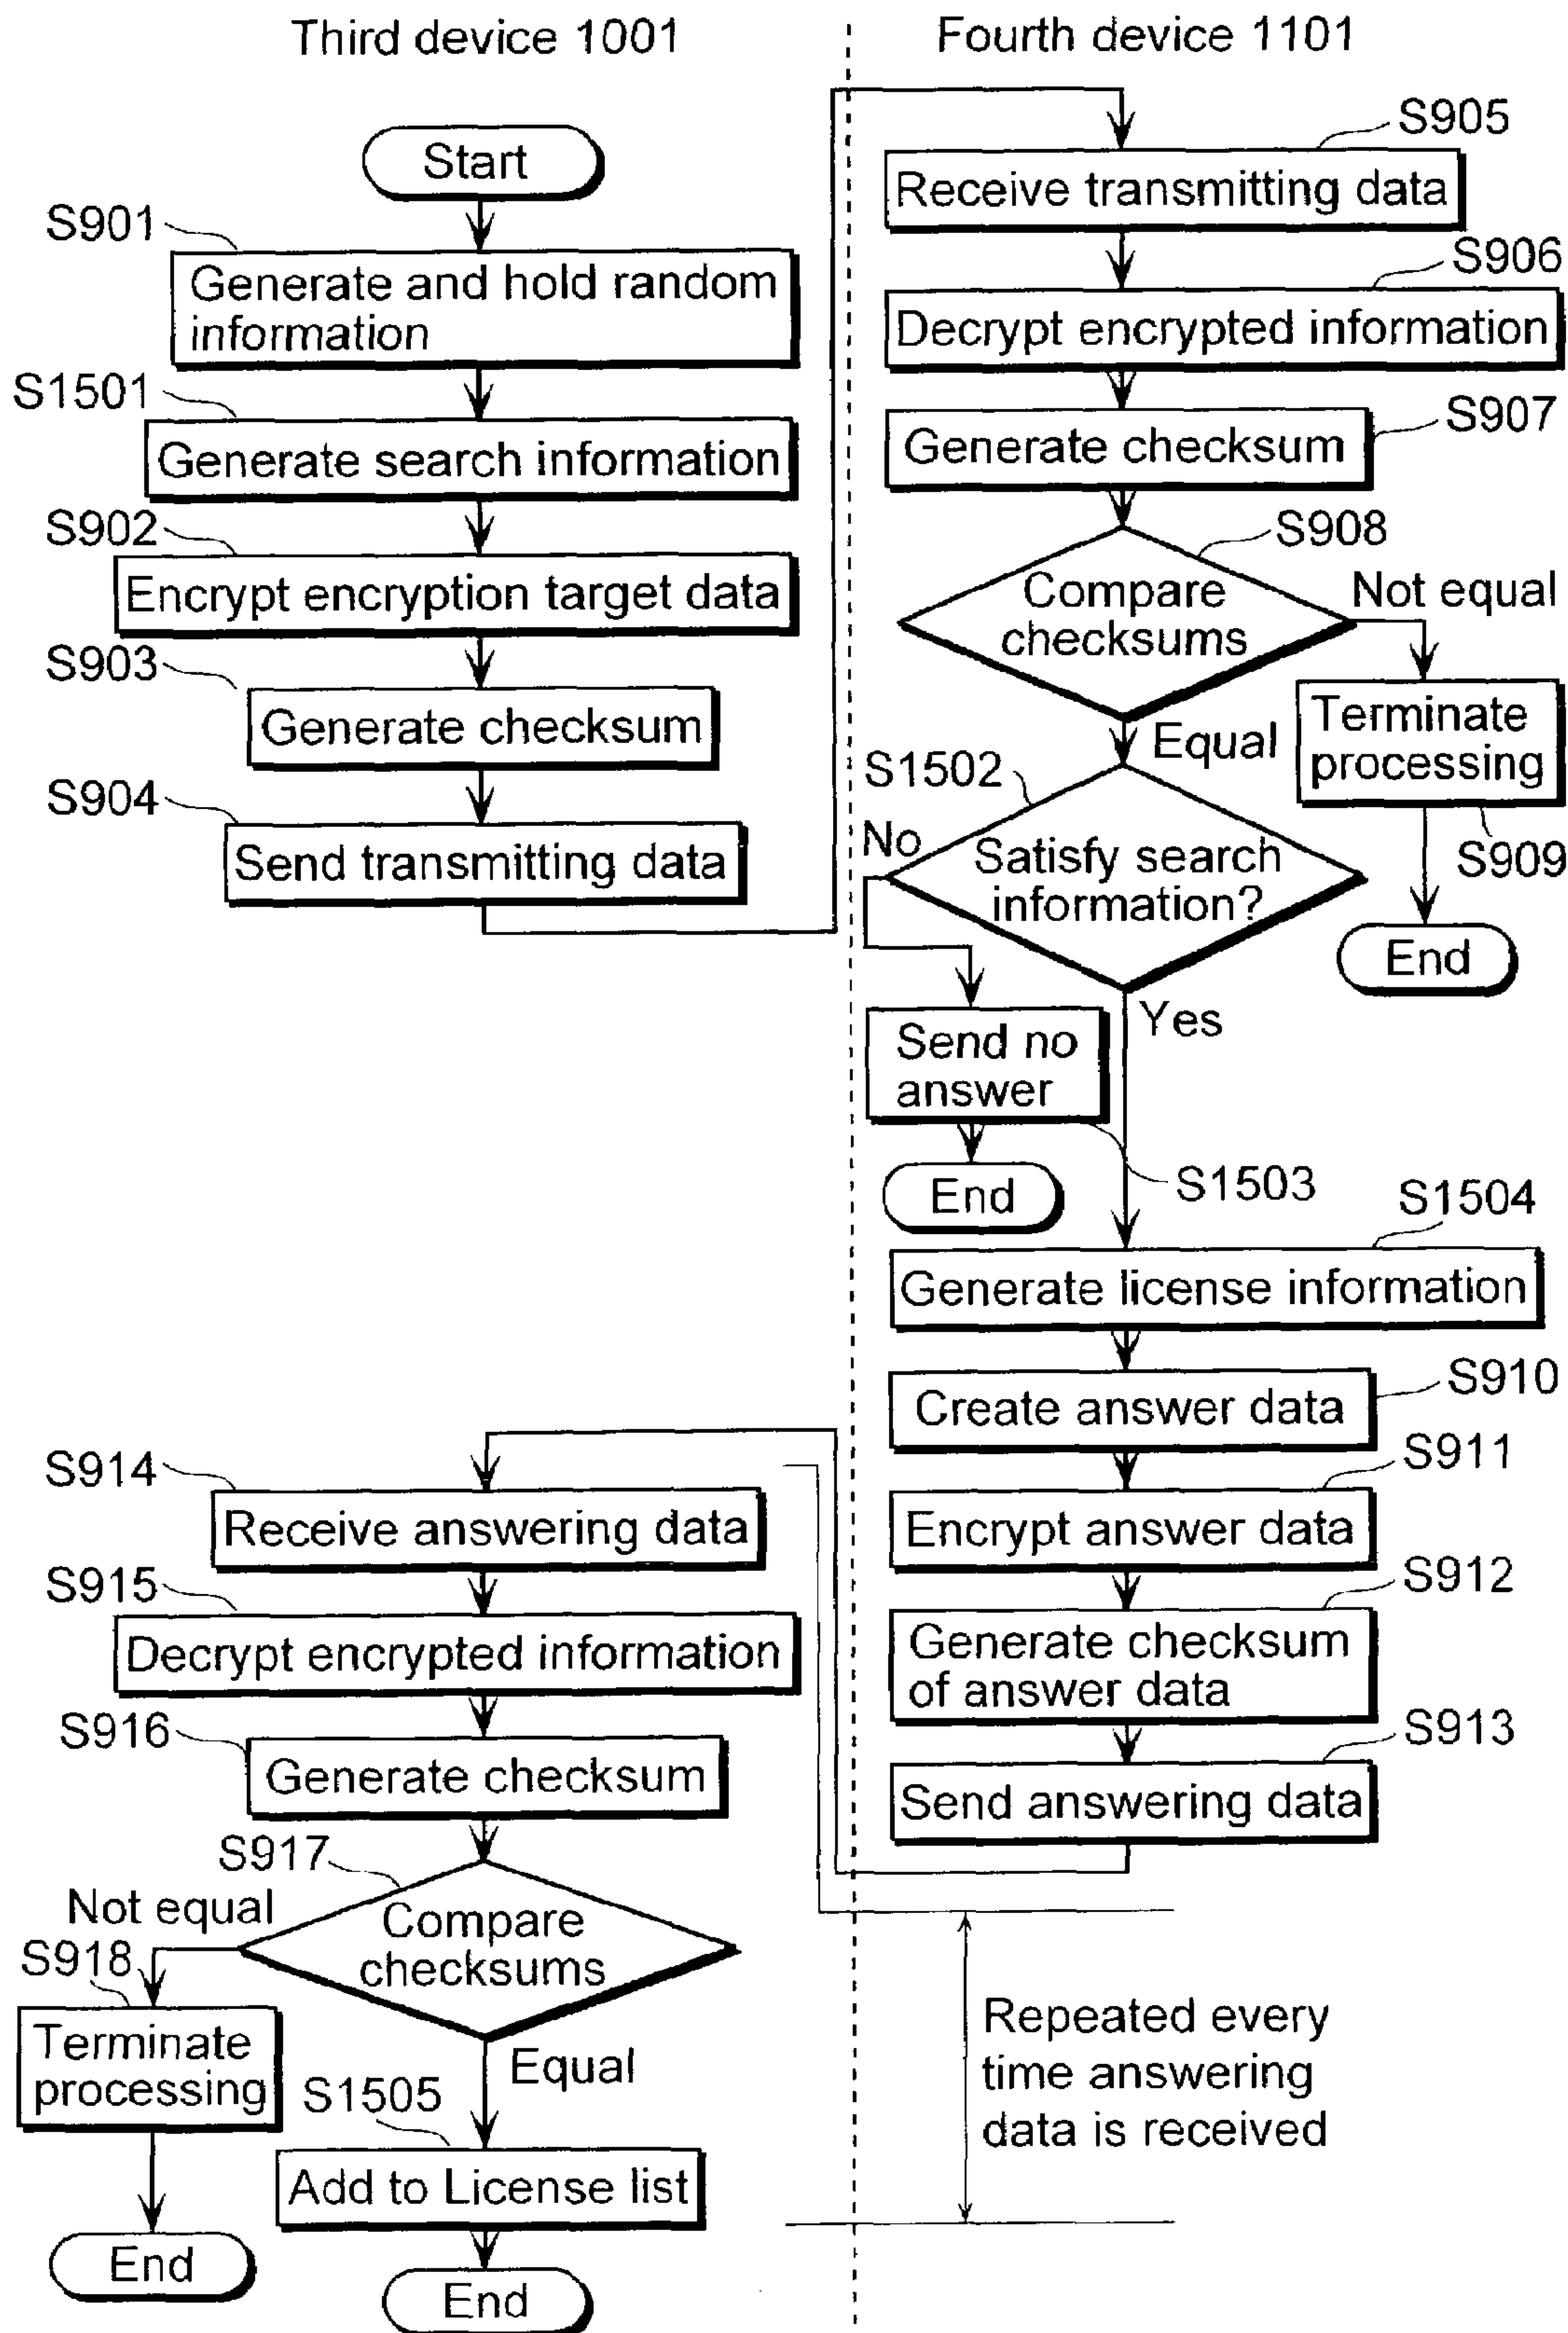 Third device 1001
Start
S901
Generate and hold random
information
S1501
Generate search information
S902
Encrypt encryption target data
S903
Generate checksum
S904
Send transmitting data
Fourth device 1101
S905
Receive transmitting data
S906
Decrypt encrypted information
S907
Generate checksum
S908
Compare
checksums
Not equal
Terminate
processing
S909
End
Equal
S1502
No
Satisfy search
information?
Yes
Send no
answer
S1503
End
S1504
Generate license information
S910
Create answer data
S911
Encrypt answer data
S912
Generate checksum
of answer data
S913
Send answering data
S914
Receive answering data
S915
Decrypt encrypted information
S916
Generate checksum
S917
Compare
checksums
Not equal
S918
Terminate
processing
End
Equal
S1505
Add to License list
End
Repeated every
time answering
data is received